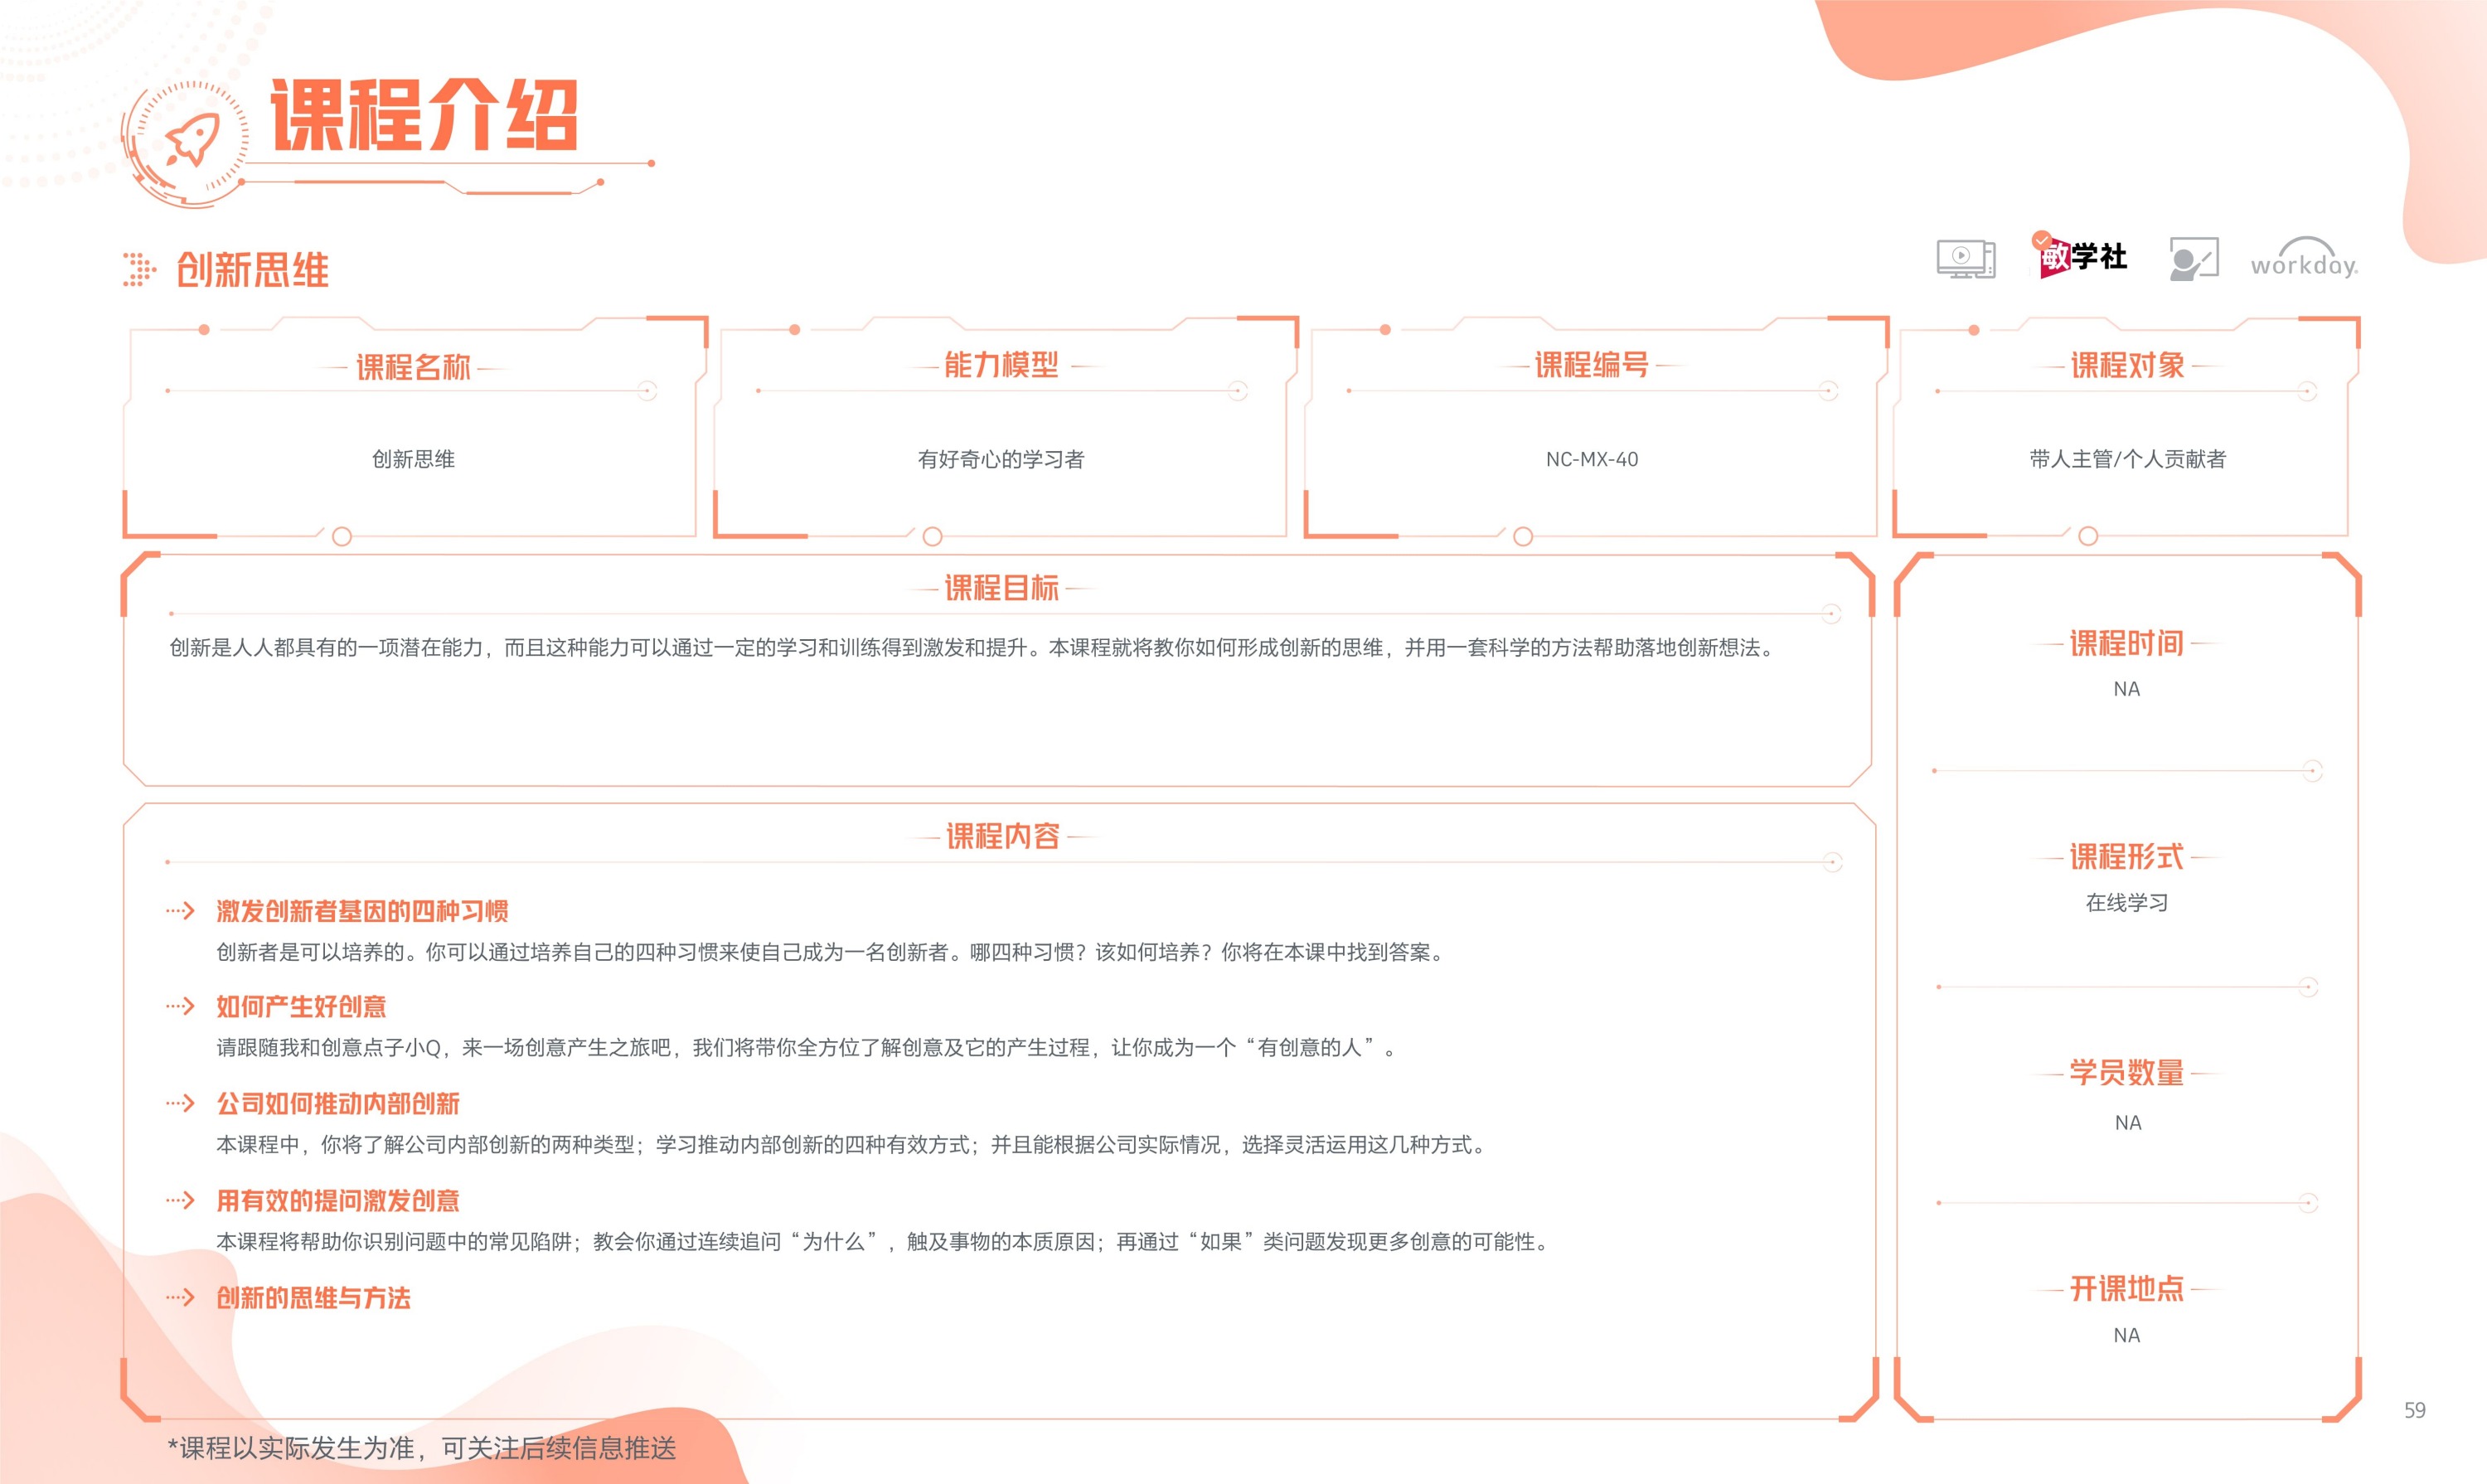 课程介绍
创新思维
敏学社
workday.
课程名称
创新思维
能力模型
有好奇心的学习者
课程编号
NC-MX-40
课程对象
带人主管/个人贡献者
课程目标
创新是人人都具有的一项潜在能力，而且这种能力可以通过一定的学习和训练得到激发和提升。本课程就将教你如何形成创新的思维，并用一套科学的方法帮助落地创新想法。
课程内容
激发创新者基因的四种习惯
创新者是可以培养的。你可以通过培养自己的四种习惯来使自己成为一名创新者。哪四种习惯？该如何培养？你将在本课中找到答案。
如何产生好创意
请跟随我和创意点子小Q，来一场创意产生之旅吧，我们将带你全方位了解创意及它的产生过程，让你成为一个“有创意的人”。
公司如何推动内部创新
本课程中，你将了解公司内部创新的两种类型；学习推动内部创新的四种有效方式；并且能根据公司实际情况，选择灵活运用这几种方式。
用有效的提问激发创意
本课程将帮助你识别问题中的常见陷阱；教会你通过连续追问“为什么”，触及事物的本质原因；再通过“如果”类问题发现更多创意的可能性。
创新的思维与方法
课程时间
NA
课程形式
在线学习
学员数量
NA
开课地点
NA
*课程以实际发生为准，可关注后续信息推送
59